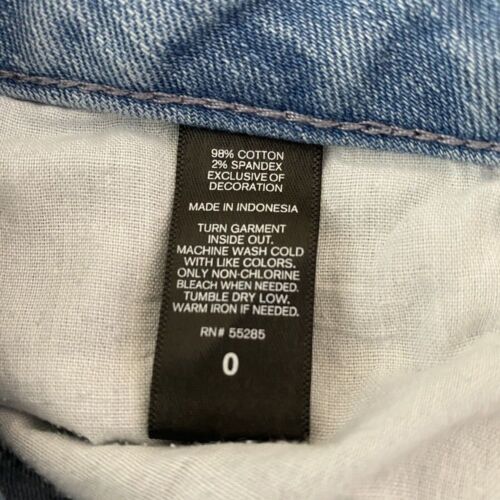 98% COTTON
2% SPANDEX
EXCLUSIVE OF
DECORATION
MADE IN INDONESIA
TURN GARMENT
INSIDE OUT.
MACHINE WASH COLD
WITH LIKE COLORS.
ONLY NON-CHLORINE
BLEACH WHEN NEEDED.
TUMBLE DRY LOW.
WARM IRON IF NEEDED.
RN# 55285
0